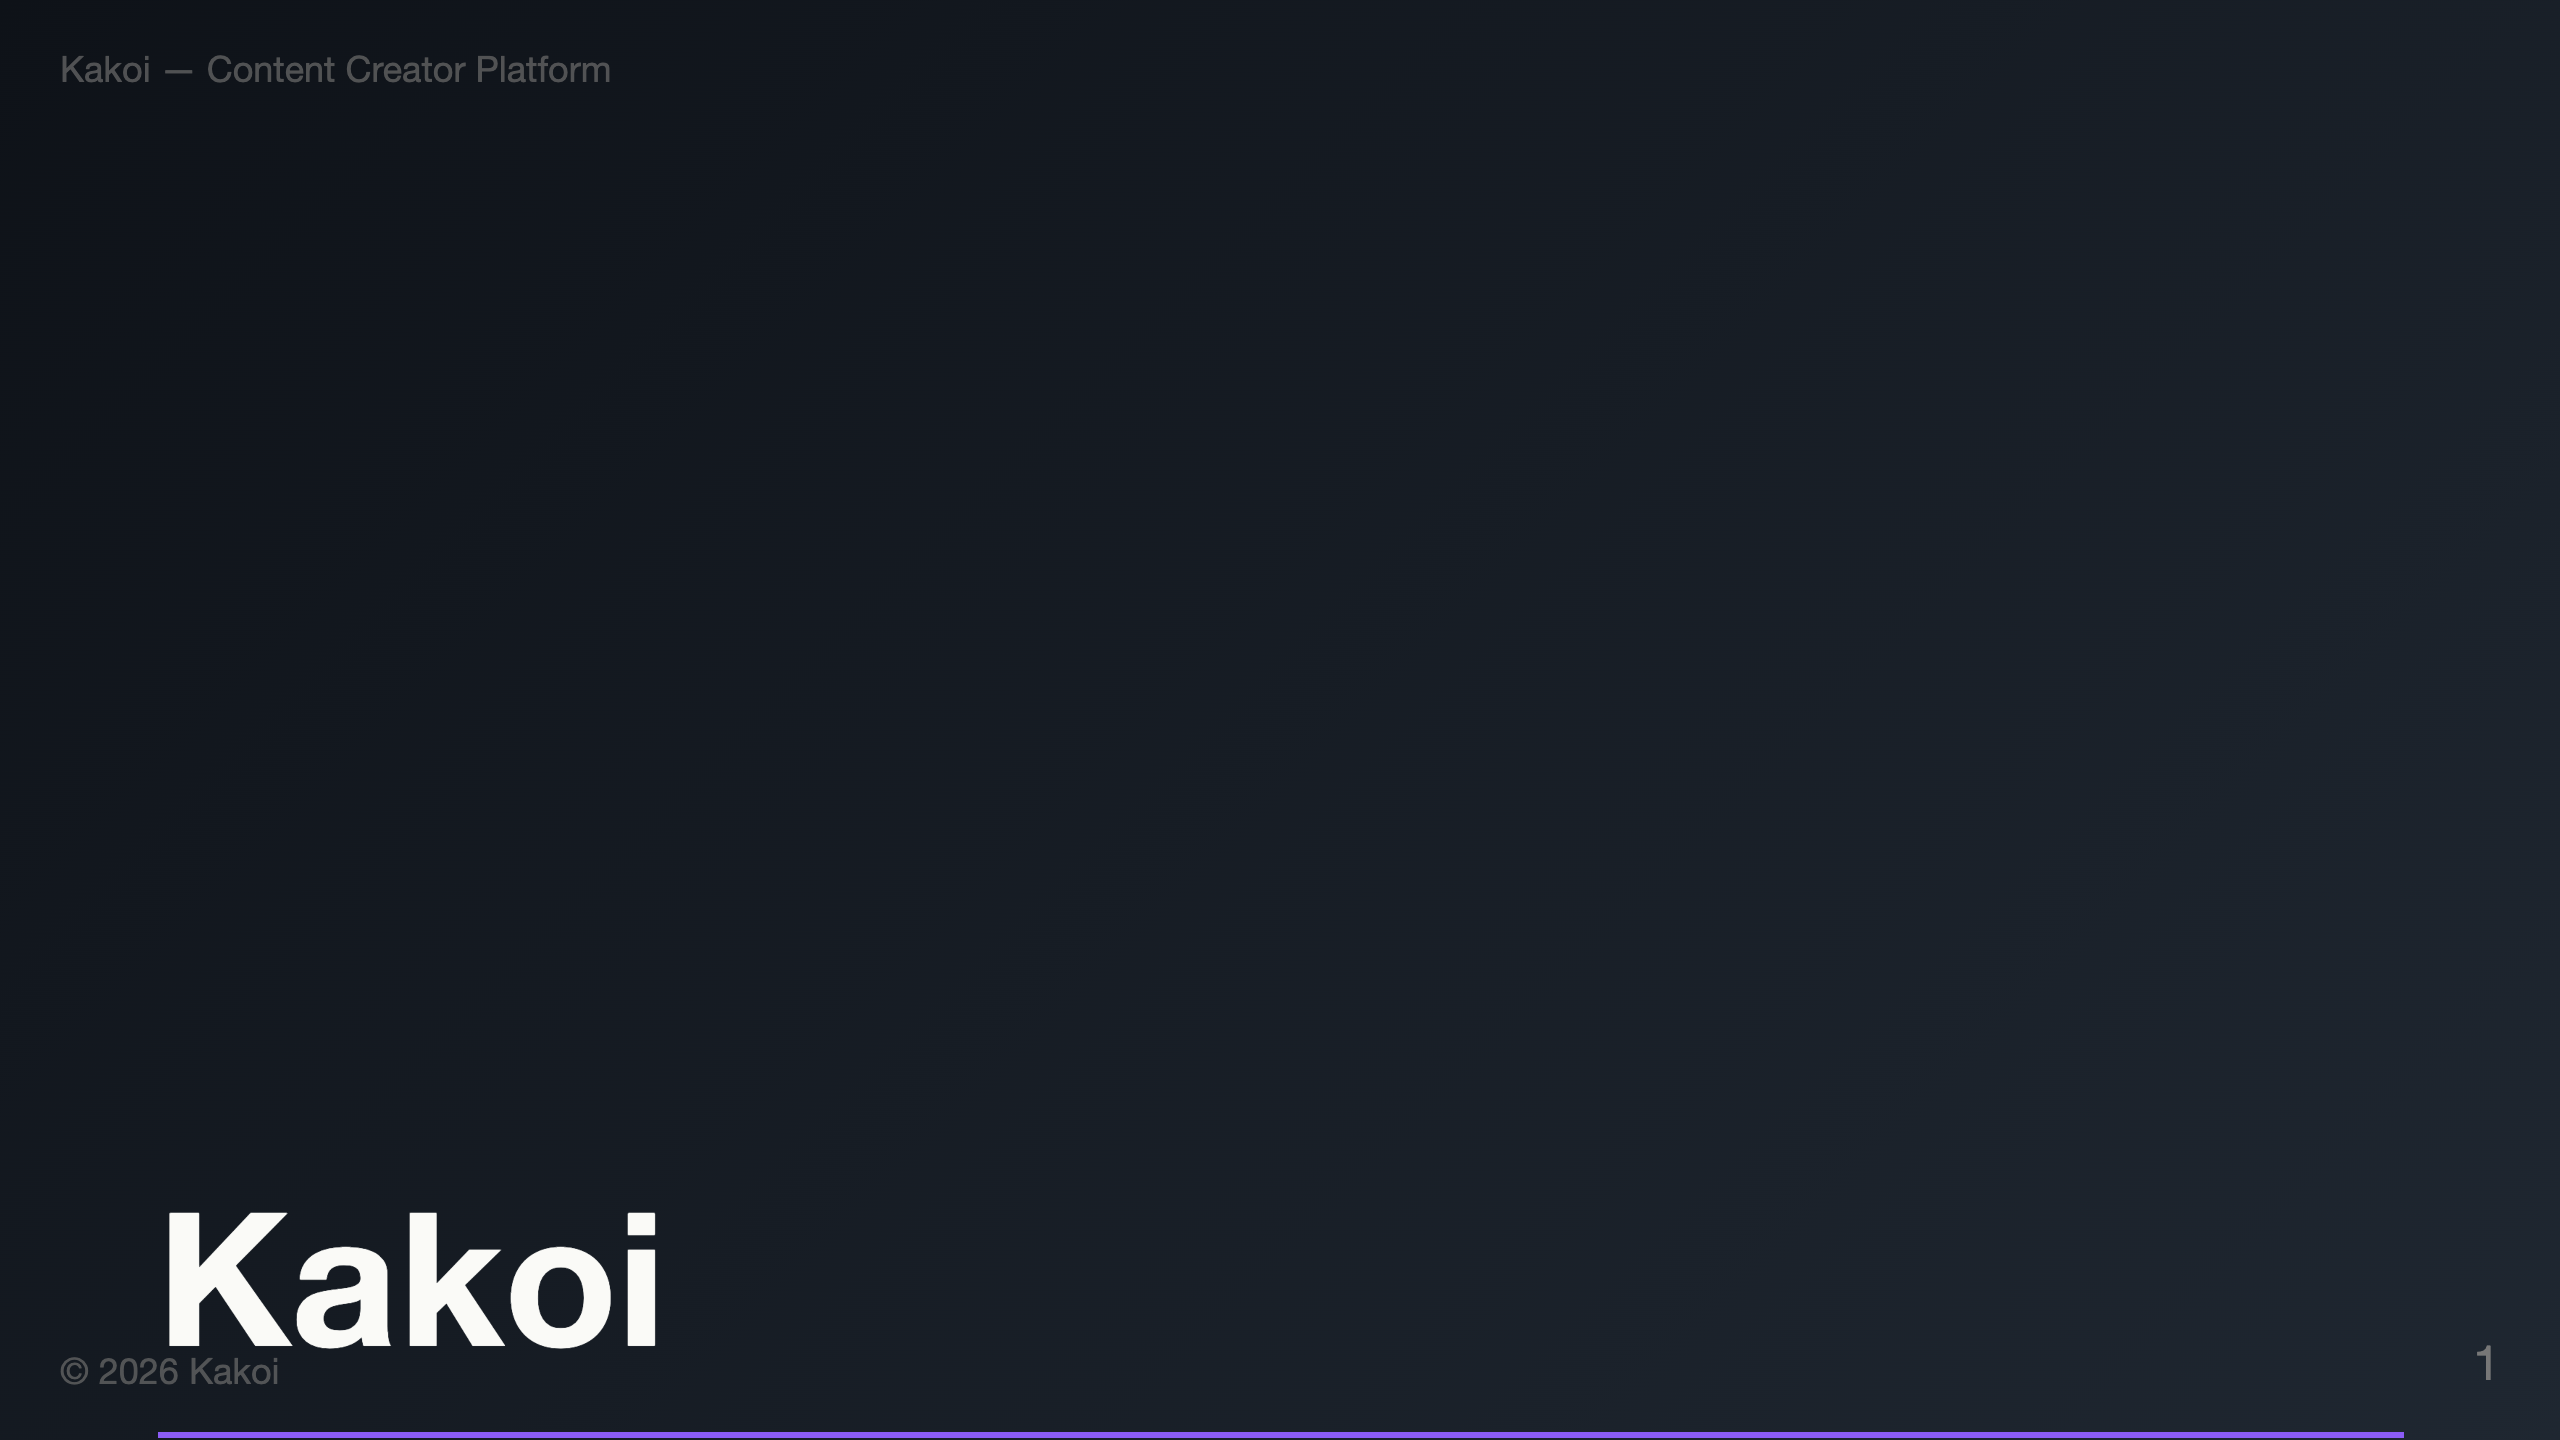 Kakoi — Content Creator Platform
Kakoi
© 2026 Kakoi
1